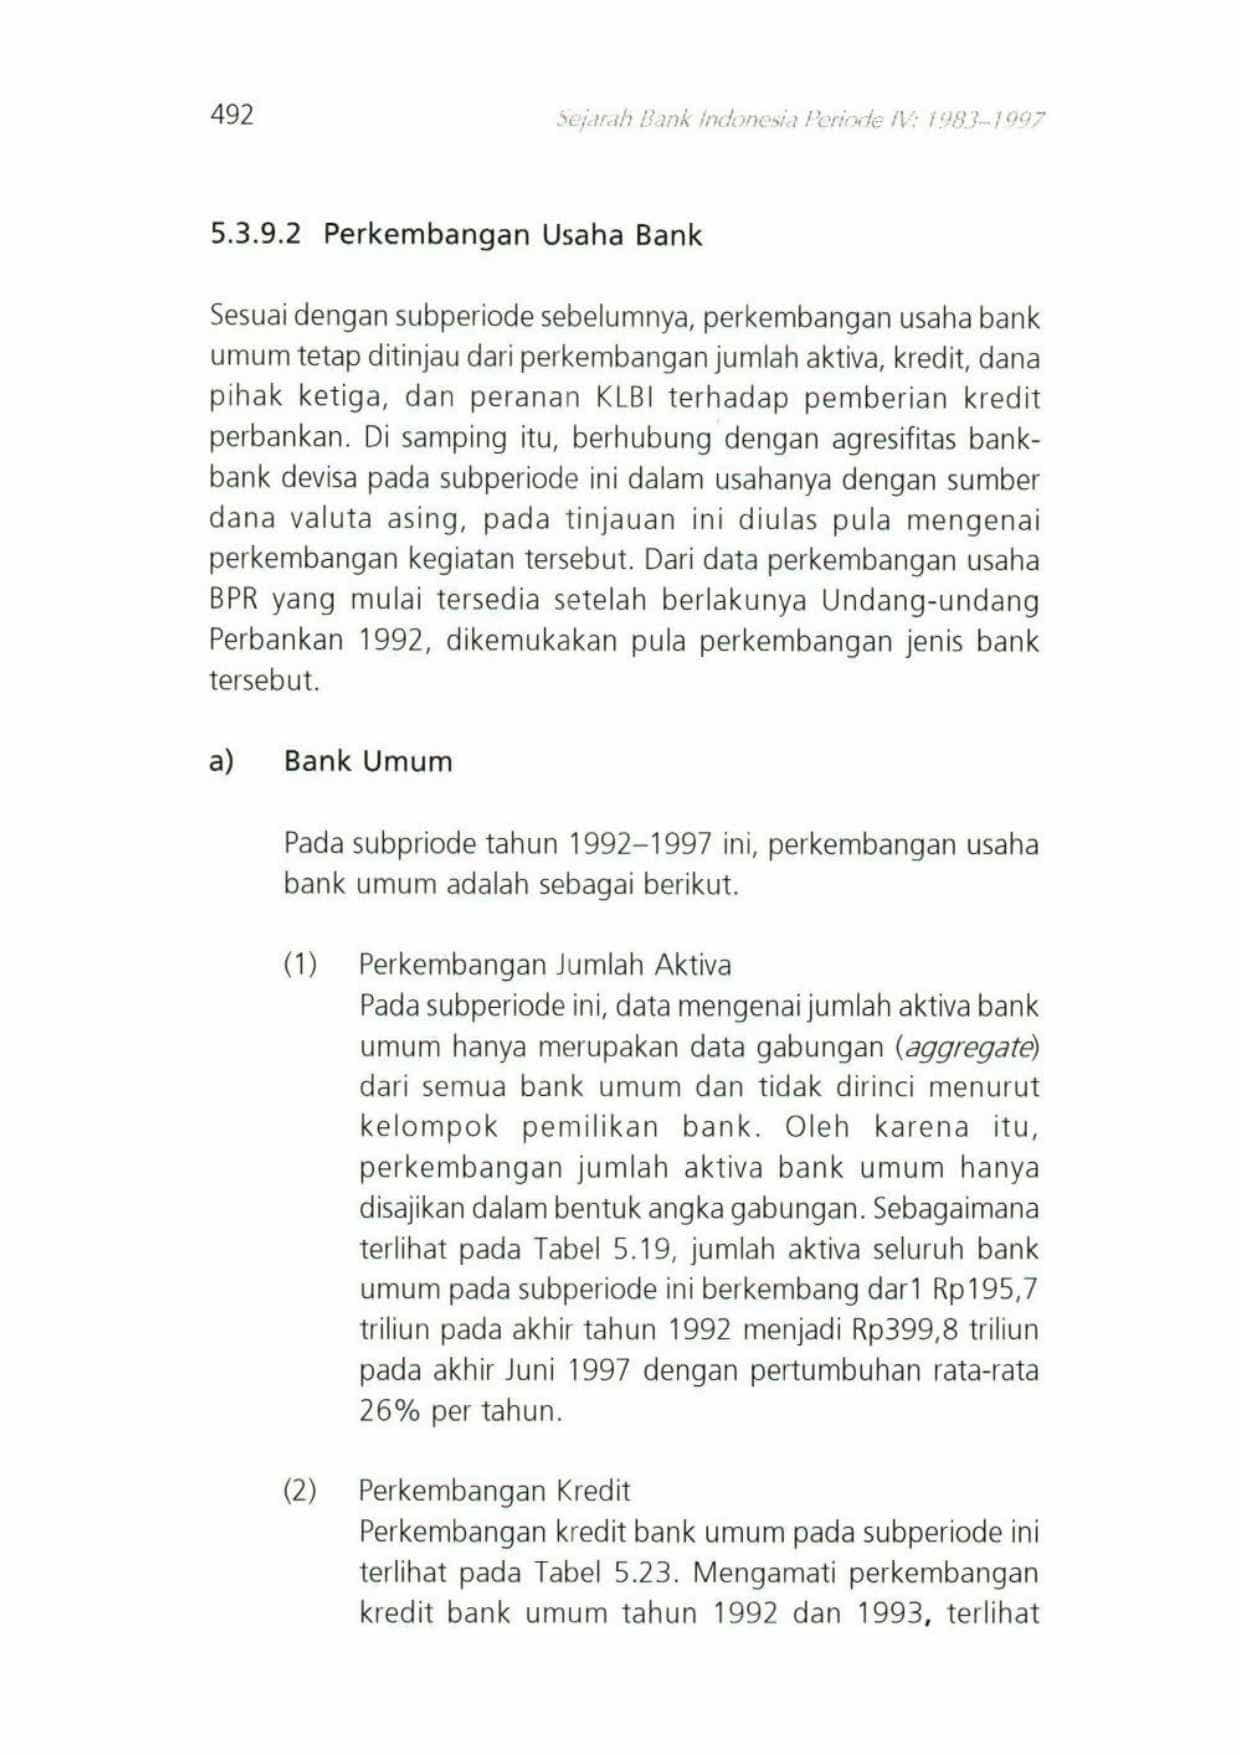 492
Sejarah Bank Indonesia Periode IV: 1983–1997
5.3.9.2 Perkembangan Usaha Bank
Sesuai dengan subperiode sebelumnya, perkembangan usaha bank
umum tetap ditinjau dari perkembangan jumlah aktiva, kredit, dana
pihak ketiga, dan peranan KLBI terhadap pemberian kredit
perbankan. Di samping itu, berhubung dengan agresifitas bank-
bank devisa pada subperiode ini dalam usahanya dengan sumber
dana valuta asing, pada tinjauan ini diulas pula mengenai
perkembangan kegiatan tersebut. Dari data perkembangan usaha
BPR yang mulai tersedia setelah berlakunya Undang-undang
Perbankan 1992, dikemukakan pula perkembangan jenis bank
tersebut.
a) Bank Umum
Pada subpriode tahun 1992–1997 ini, perkembangan usaha
bank umum adalah sebagai berikut.
(1) Perkembangan Jumlah Aktiva
Pada subperiode ini, data mengenai jumlah aktiva bank
umum hanya merupakan data gabungan (aggregate)
dari semua bank umum dan tidak dirinci menurut
kelompok pemilikan bank. Oleh karena itu,
perkembangan jumlah aktiva bank umum hanya
disajikan dalam bentuk angka gabungan. Sebagaimana
terlihat pada Tabel 5.19, jumlah aktiva seluruh bank
umum pada subperiode ini berkembang dar1 Rp195,7
triliun pada akhir tahun 1992 menjadi Rp399,8 triliun
pada akhir Juni 1997 dengan pertumbuhan rata-rata
26% per tahun.
(2) Perkembangan Kredit
Perkembangan kredit bank umum pada subperiode ini
terlihat pada Tabel 5.23. Mengamati perkembangan
kredit bank umum tahun 1992 dan 1993, terlihat